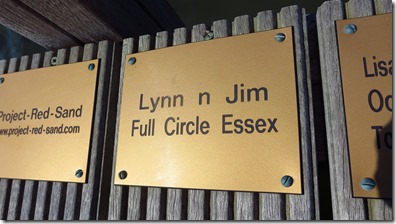 Project-Red-Sand
www.project-red-sand.com
Lynn n Jim
Full Circle Essex
Lisa